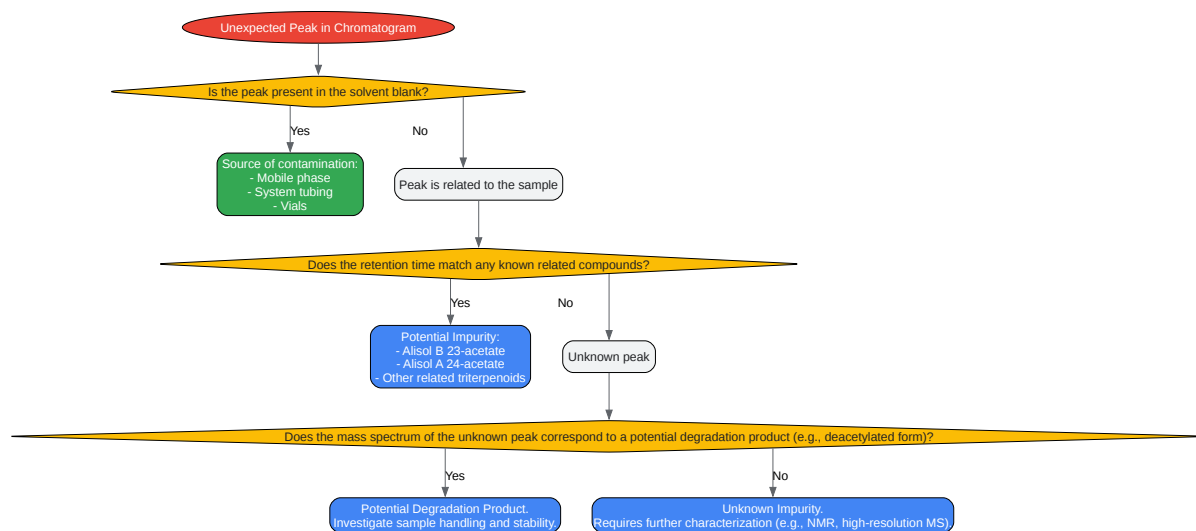 Unexpected Peak in Chromatogram
Is the peak present in the solvent blank?
Yes
No
Source of contamination:
- Mobile phase
- System tubing
- Vials
Peak is related to the sample
Does the retention time match any known related compounds?
Yes
No
Potential Impurity:
- Alisol B 23-acetate
- Alisol A 24-acetate
- Other related triterpenoids
Unknown peak
Does the mass spectrum of the unknown peak correspond to a potential degradation product (e.g., deacetylated form)?
Yes
No
Potential Degradation Product.
Investigate sample handling and stability.
Unknown Impurity.
Requires further characterization (e.g., NMR, high-resolution MS).